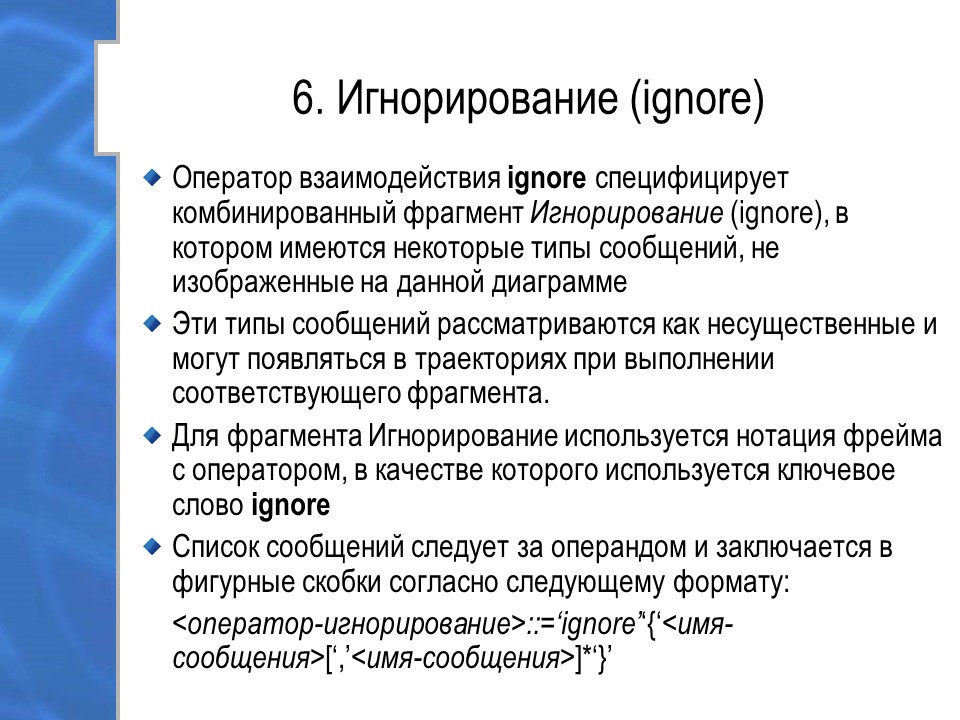 6. Игнорирование (ignore)
Оператор взаимодействия ignore специфицирует
комбинированный фрагмент Игнорирование (ignore), в
котором имеются некоторые типы сообщений, не
изображенные на данной диаграмме
Эти типы сообщений рассматриваются как несущественные и
могут появляться в траекториях при выполнении
соответствующего фрагмента.
Для фрагмента Игнорирование используется нотация фрейма
с оператором, в качестве которого используется ключевое
слово ignore
Список сообщений следует за операндом и заключается в
фигурные скобки согласно следующему формату:
<оператор-игнорирование>::=‘ignore’‘{‘<имя-
сообщения>[‘,’<имя-сообщения>]*‘}’